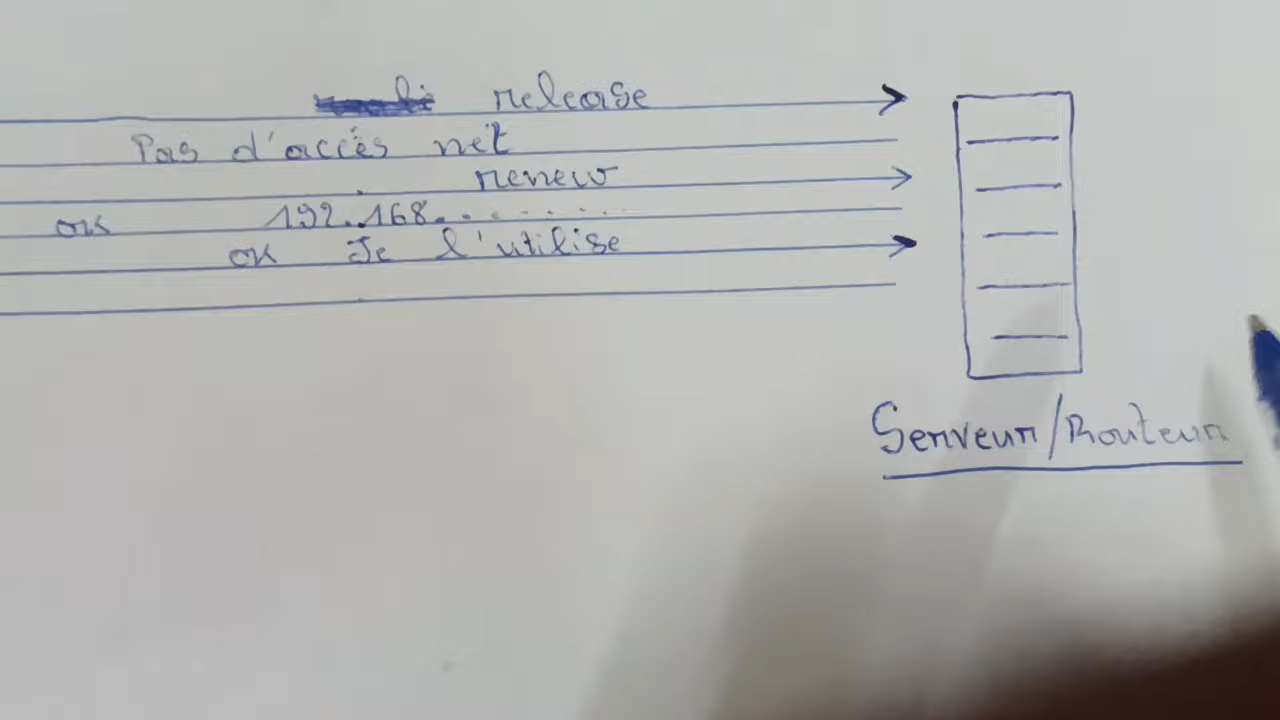 release
Pas d'accès net
renew
ok 192.168. . . . . . . .
ok Je l'utilise
Serveur/Routeur